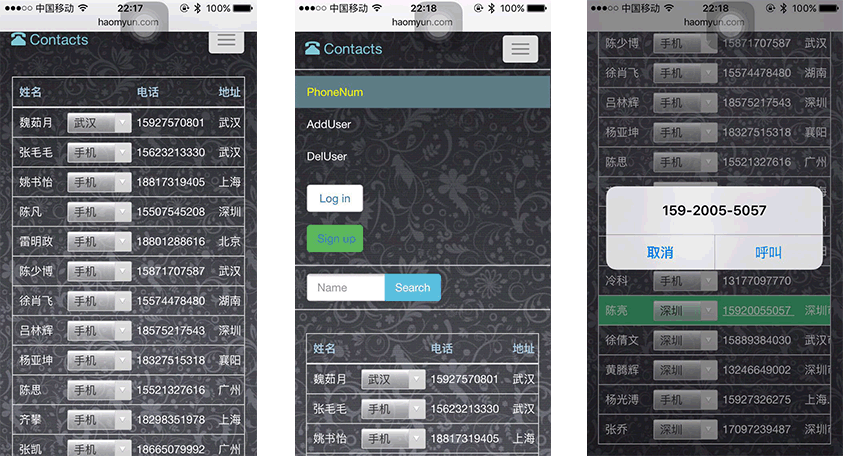 中国移动 22:17 100%
haomyun.com
Contacts
姓名 电话 地址
魏茹月 武汉 15927570801 武汉
张毛毛 手机 15623213330 武汉
姚书怡 手机 18817319405 上海
陈凡 手机 15507545208 深圳
雷明政 手机 18801288616 北京
陈少博 手机 15871707587 武汉
徐肖飞 手机 15574478480 湖南
吕林辉 手机 18575217543 深圳
杨亚坤 手机 18327515318 襄阳
陈思 手机 15521327616 广州
齐攀 手机 18298351978 上海
张凯 手机 18665079992 广州
中国移动 22:18 100%
haomyun.com
Contacts
PhoneNum
AddUser
DelUser
Log in
Sign up
Name Search
姓名 电话 地址
魏茹月 武汉 15927570801 武汉
张毛毛 手机 15623213330 武汉
姚书怡 手机 18817319405 上海
中国移动 22:18 100%
haomyun.com
陈少博 手机 15871707587 武汉
徐肖飞 手机 15574478480 湖南
吕林辉 手机 18575217543 深圳
杨亚坤 手机 18327515318 襄阳
陈思 手机 15521327616 广州
159-2005-5057
取消 呼叫
冷科 手机 13177097770
陈亮 深圳 15920055057 深圳市
徐倩文 深圳 15889384030 武汉市
黄腾辉 深圳 13246649002 深圳市
杨光溥 手机 15927326275 上海
张乔 深圳 17097239487 深圳市